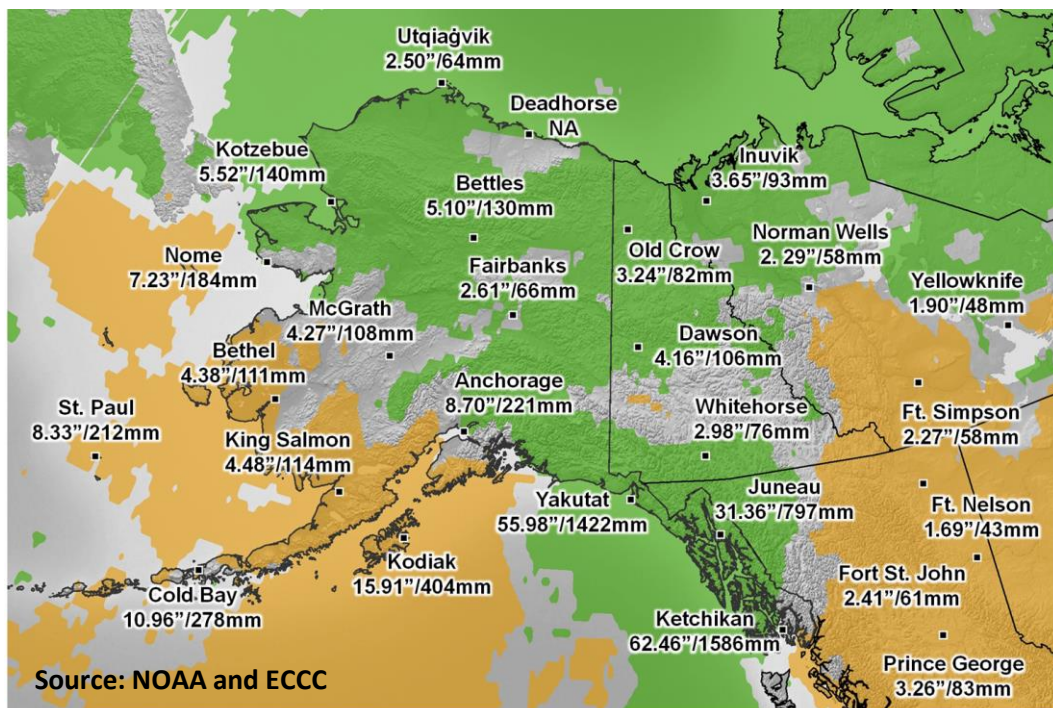 Utqiaġvik
2.50”/64mm
Deadhorse
NA
Kotzebue
5.52”/140mm
Inuvik
3.65”/93mm
Bettles
5.10”/130mm
Norman Wells
2. 29”/58mm
Old Crow
3.24”/82mm
Nome
7.23”/184mm
Fairbanks
2.61”/66mm
Yellowknife
1.90”/48mm
McGrath
4.27”/108mm
Dawson
4.16”/106mm
Bethel
4.38”/111mm
Anchorage
8.70”/221mm
St. Paul
8.33”/212mm
Whitehorse
2.98”/76mm
Ft. Simpson
2.27”/58mm
King Salmon
4.48”/114mm
Yakutat
55.98”/1422mm
Juneau
31.36”/797mm
Ft. Nelson
1.69”/43mm
Kodiak
15.91”/404mm
Cold Bay
10.96”/278mm
Fort St. John
2.41”/61mm
Ketchikan
62.46”/1586mm
Prince George
3.26”/83mm
Source: NOAA and ECCC